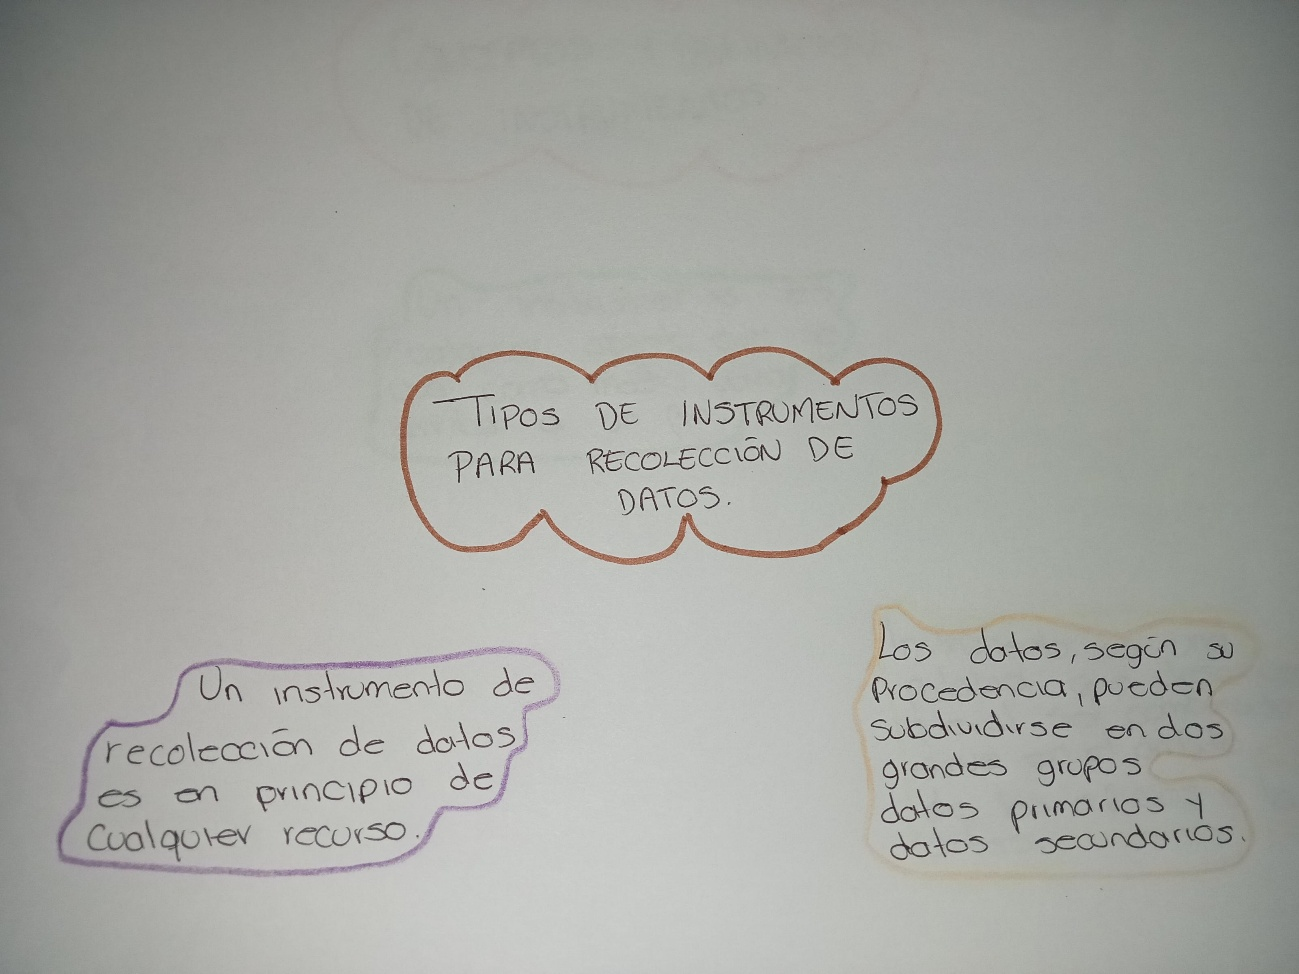 TIPOS DE INSTRUMENTOS
PARA RECOLECCIÓN DE
DATOS.
Un instrumento de
recolección de datos
es en principio de
cualquier recurso.
Los datos, según su
procedencia, pueden
subdividirse en dos
grandes grupos
datos primarios y
datos secundarios.